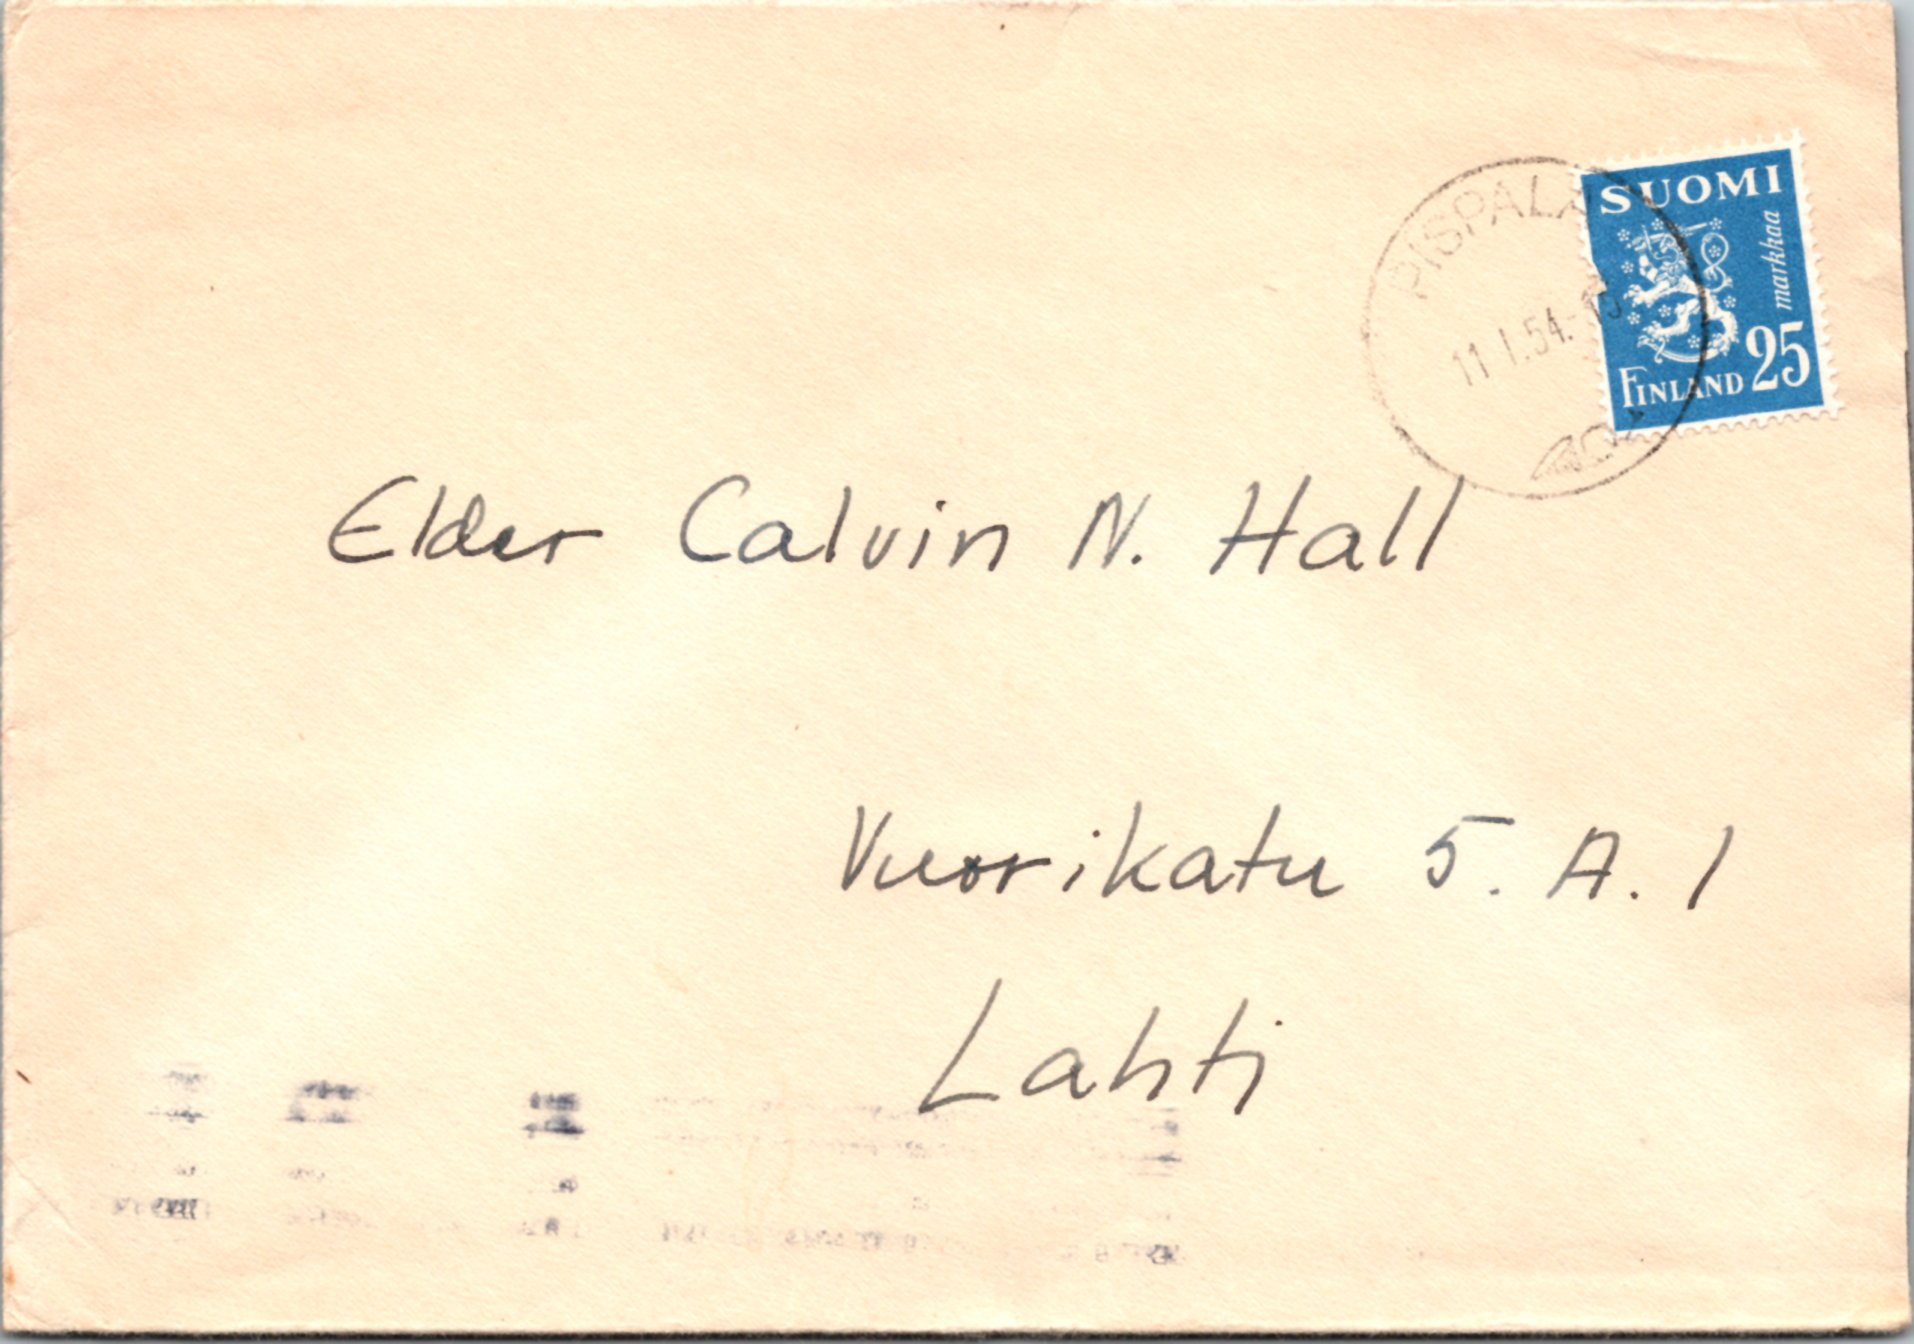 PISPALA
11.I.54.-
SUOMI
markkaa
25
FINLAND
Elder Calvin N. Hall
Vuorikatu 5. A. 1
Lahti